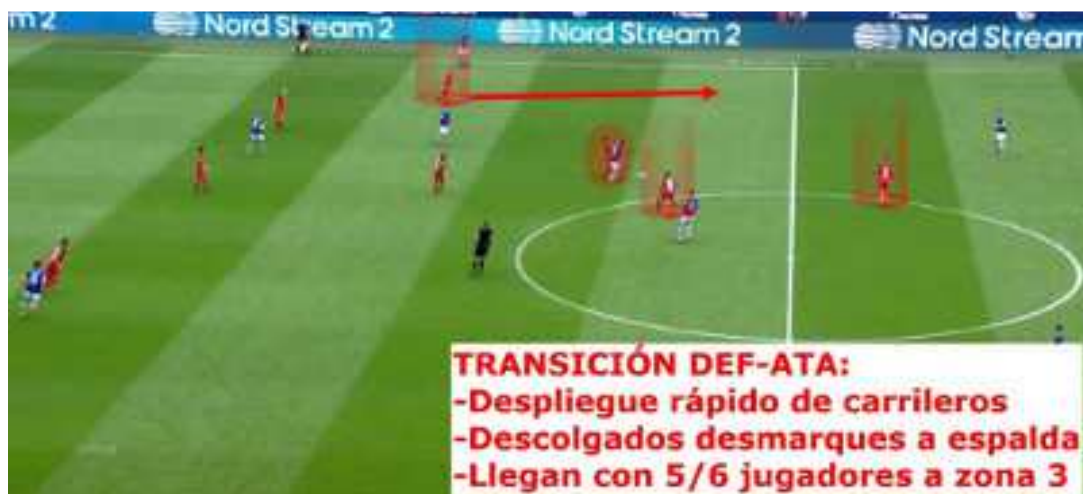 m 2 Nord Stream 2 Nord Stream 2 Nord Stream
TRANSICIÓN DEF-ATA:
-Despliegue rápido de carrileros
-Descolgados desmarques a espalda
-Llegan con 5/6 jugadores a zona 3